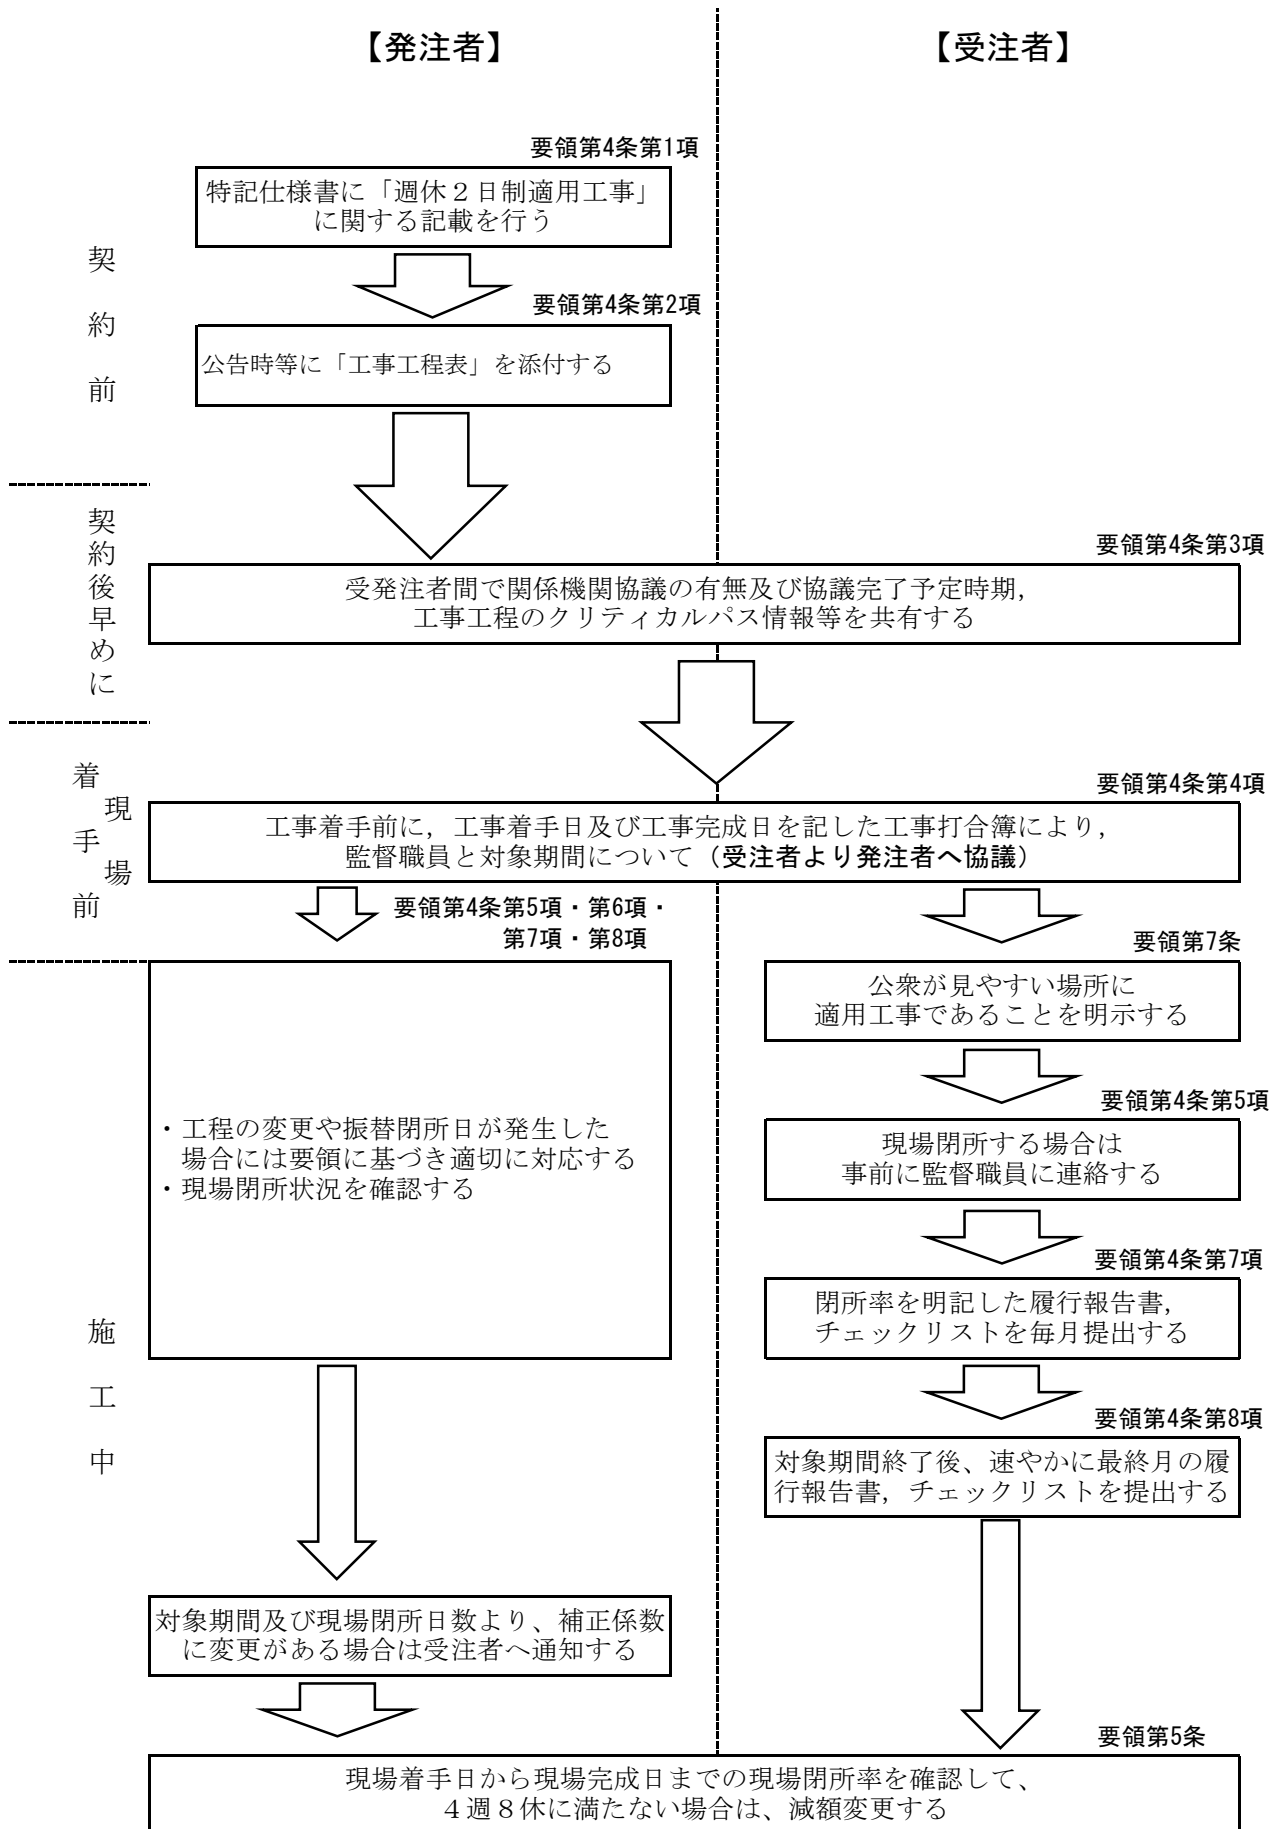 【発注者】
【受注者】
契約前
要領第4条第1項
特記仕様書に「週休２日制適用工事」
に関する記載を行う
要領第4条第2項
公告時等に「工事工程表」を添付する
契約後早めに
要領第4条第3項
受発注者間で関係機関協議の有無及び協議完了予定時期，
工事工程のクリティカルパス情報等を共有する
現場
着手前
要領第4条第4項
工事着手前に，工事着手日及び工事完成日を記した工事打合簿により，
監督職員と対象期間について（受注者より発注者へ協議）
要領第4条第5項・第6項・
第7項・第8項
施工中
・工程の変更や振替閉所日が発生した
場合には要領に基づき適切に対応する
・現場閉所状況を確認する
要領第7条
公衆が見やすい場所に
適用工事であることを明示する
要領第4条第5項
現場閉所する場合は
事前に監督職員に連絡する
要領第4条第7項
閉所率を明記した履行報告書，
チェックリストを毎月提出する
要領第4条第8項
対象期間終了後、速やかに最終月の履
行報告書，チェックリストを提出する
対象期間及び現場閉所日数より、補正係数
に変更がある場合は受注者へ通知する
要領第5条
現場着手日から現場完成日までの現場閉所率を確認して、
４週８休に満たない場合は、減額変更する